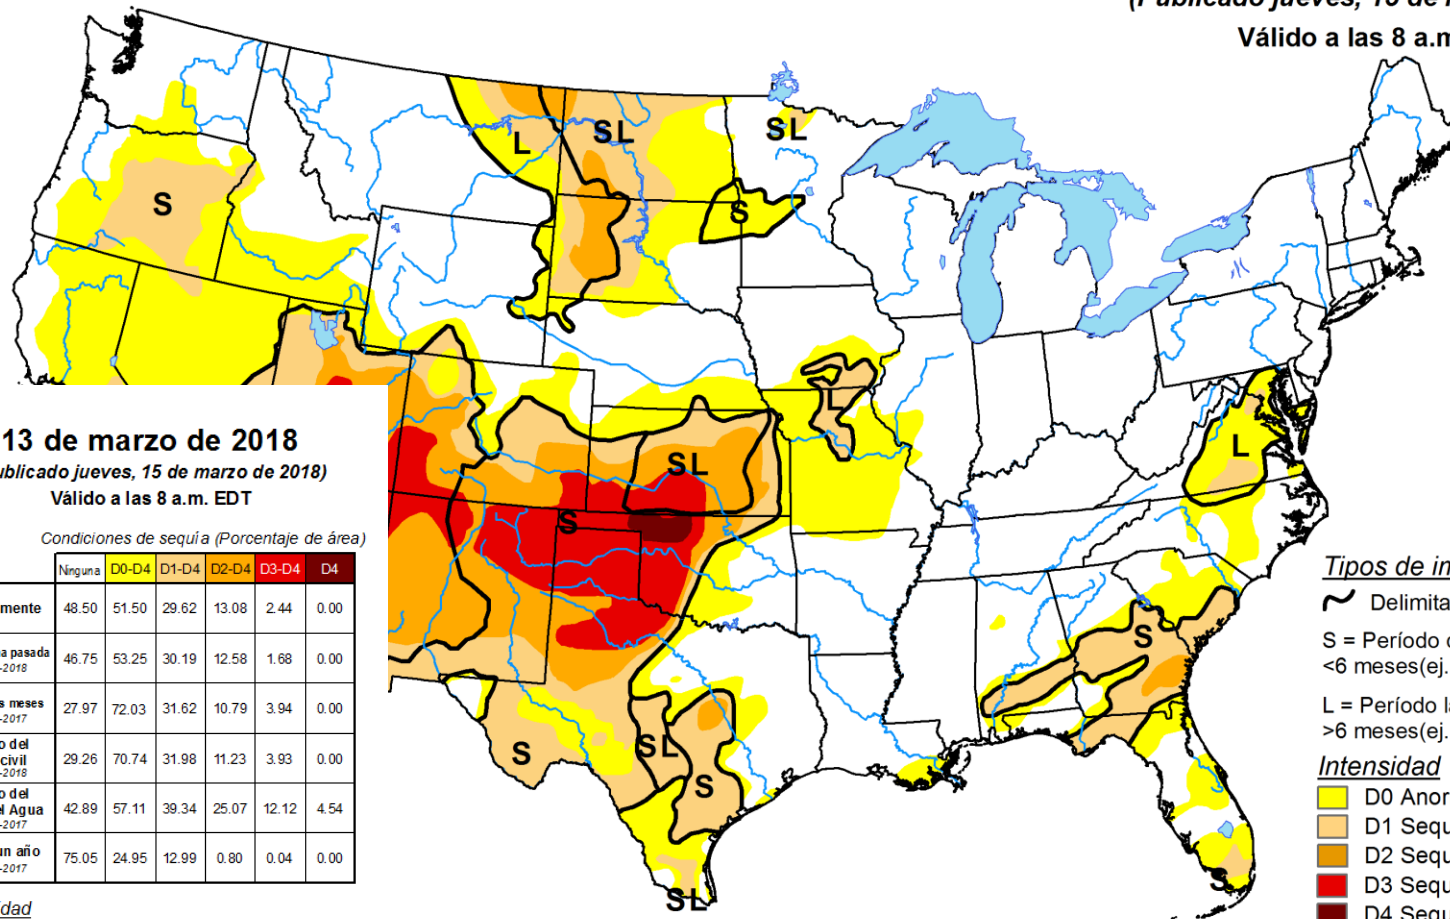 Válido a las 8 a.m
S
L
SL
SL
S
L
SL
S
L
S
S
SL
S
SL
13 de marzo de 2018
jueves, 15 de marzo de 2018)
Válido a las 8 a.m. EDT
Condiciones de sequía (Porcentaje de área)
Ninguna D0-D4 D1-D4 D2-D4 D3-D4 D4
48.50 51.50 29.62 13.08 2.44 0.00
pasada
-2018
46.75 53.25 30.19 12.58 1.68 0.00
meses
-2017
27.97 72.03 31.62 10.79 3.94 0.00
del
civil
-2018
29.26 70.74 31.98 11.23 3.93 0.00
del
Agua
-2017
42.89 57.11 39.34 25.07 12.12 4.54
un año
-2017
75.05 24.95 12.99 0.80 0.04 0.00
Tipos de im
Delimita
S = Período
<6 meses(ej.
L = Período
>6 meses(ej.
Intensidad
D0 Anor
D1 Sequ
D2 Sequ
D3 Sequ
D4 Sequ